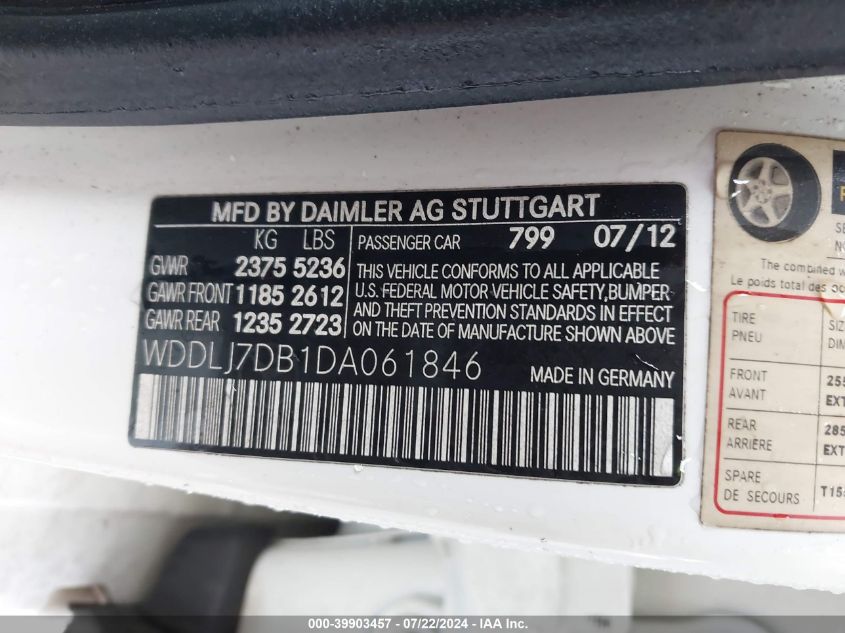 MFD BY DAIMLER AG STUTTGART
KG LBS
PASSENGER CAR 799 07/12
GVWR 2375 5236
GAWR FRONT 1185 2612
GAWR REAR 1235 2723
THIS VEHICLE CONFORMS TO ALL APPLICABLE
U.S. FEDERAL MOTOR VEHICLE SAFETY,BUMPER
AND THEFT PREVENTION STANDARDS IN EFFECT
ON THE DATE OF MANUFACTURE SHOWN ABOVE
WDDLJ7DB1DA061846
MADE IN GERMANY
The combined
Le poids total des
TIRE
PNEU
FRONT
AVANT
REAR
ARRIÈRE
SPARE
DE SECOURS
000-39903457 - 07/22/2024 - IAA Inc.